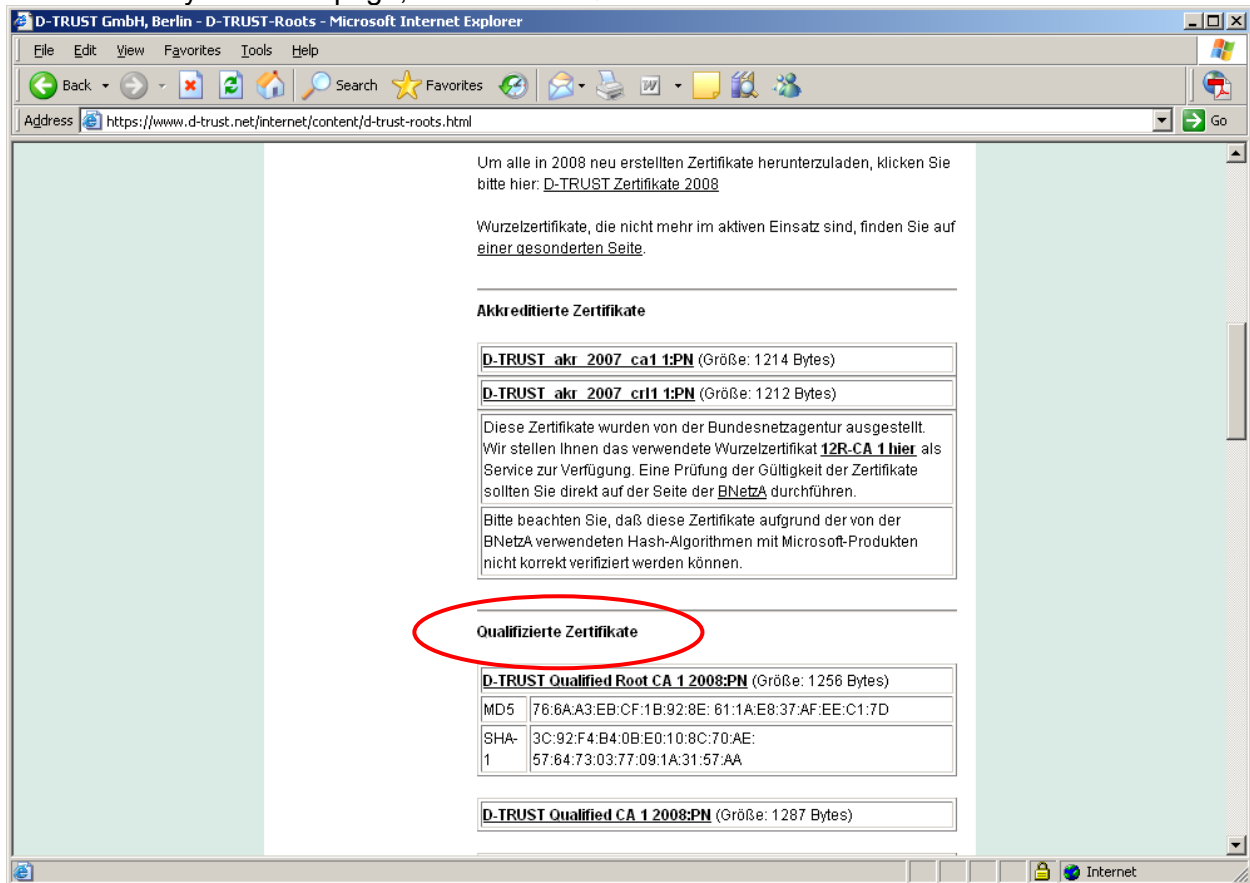 D-TRUST GmbH, Berlin - D-TRUST-Roots - Microsoft Internet Explorer
File Edit View Favorites Tools Help
Back Search Favorites
Address https://www.d-trust.net/internet/content/d-trust-roots.html Go
Um alle in 2008 neu erstellten Zertifikate herunterzuladen, klicken Sie
bitte hier: D-TRUST Zertifikate 2008
Wurzelzertifikate, die nicht mehr im aktiven Einsatz sind, finden Sie auf
einer gesonderten Seite.
Akkreditierte Zertifikate
D-TRUST_akr_2007_ca1 1:PN (Größe: 1214 Bytes)
D-TRUST_akr_2007_crl1 1:PN (Größe: 1212 Bytes)
Diese Zertifikate wurden von der Bundesnetzagentur ausgestellt.
Wir stellen Ihnen das verwendete Wurzelzertifikat 12R-CA 1 hier als
Service zur Verfügung. Eine Prüfung der Gültigkeit der Zertifikate
sollten Sie direkt auf der Seite der BNetzA durchführen.
Bitte beachten Sie, daß diese Zertifikate aufgrund der von der
BNetzA verwendeten Hash-Algorithmen mit Microsoft-Produkten
nicht korrekt verifiziert werden können.
Qualifizierte Zertifikate
D-TRUST Qualified Root CA 1 2008:PN (Größe: 1256 Bytes)
MD5 76:6A:A3:EB:CF:1B:92:8E: 61:1A:E8:37:AF:EE:C1:7D
SHA- 3C:92:F4:B4:0B:E0:10:8C:70:AE:
1 57:64:73:03:77:09:1A:31:57:AA
D-TRUST Qualified CA 1 2008:PN (Größe: 1287 Bytes)
Internet